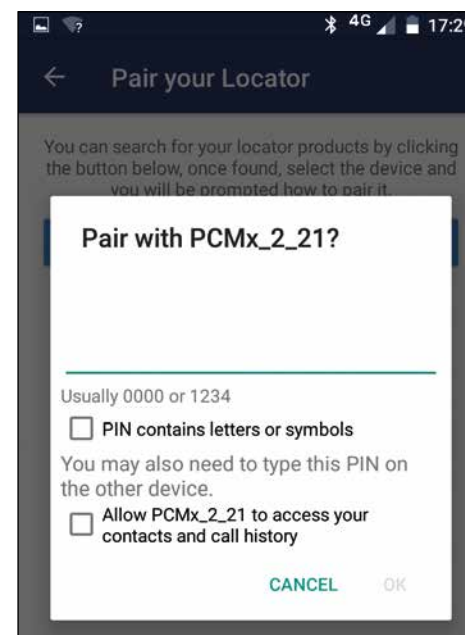 4G 17:29
Pair your Locator
You can search for your locator products by clicking
the button below, once found, select the device and
you will be prompted how to pair it.
Pair with PCMx_2_21?
Usually 0000 or 1234
PIN contains letters or symbols
You may also need to type this PIN on
the other device.
Allow PCMx_2_21 to access your
contacts and call history
CANCEL OK